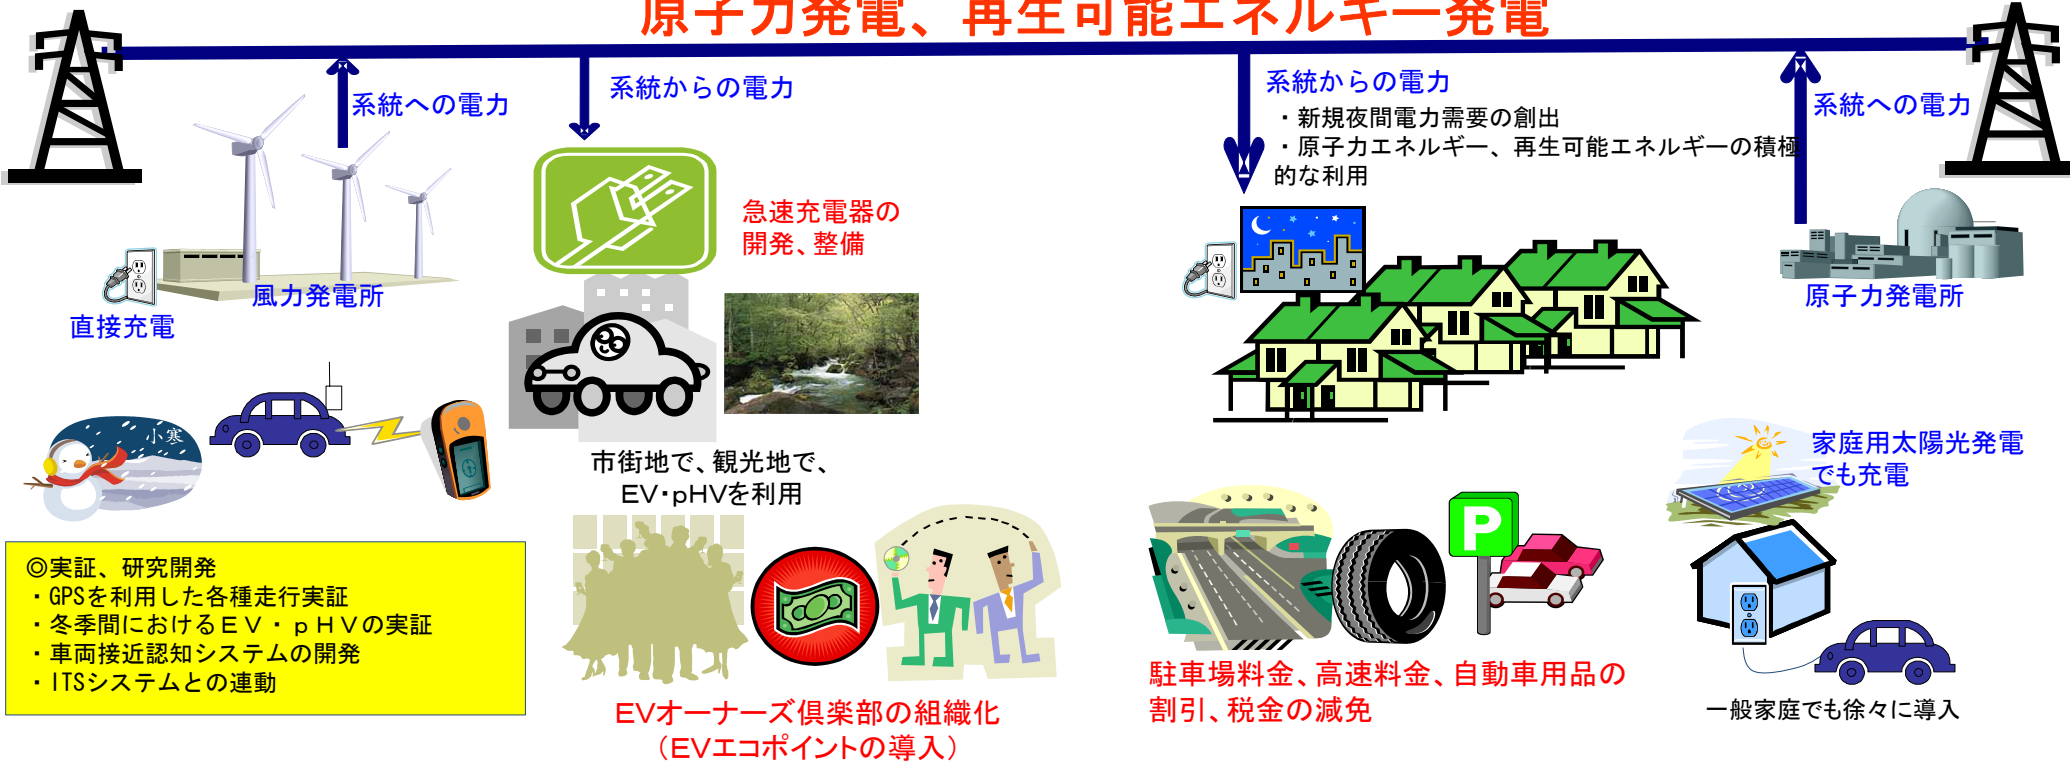 原子力発電、再生可能エネルギー発電
系統への電力
系統からの電力
系統からの電力
・新規夜間電力需要の創出
・原子力エネルギー、再生可能エネルギーの積極
的な利用
系統への電力
急速充電器の
開発、整備
風力発電所
直接充電
原子力発電所
小寒
市街地で、観光地で、
EV・pHVを利用
家庭用太陽光発電
でも充電
P
◎実証、研究開発
・GPSを利用した各種走行実証
・冬季間におけるＥＶ・ｐＨＶの実証
・車両接近認知システムの開発
・ITSシステムとの連動
EVオーナーズ倶楽部の組織化
（EVエコポイントの導入）
駐車場料金、高速料金、自動車用品の
割引、税金の減免
一般家庭でも徐々に導入